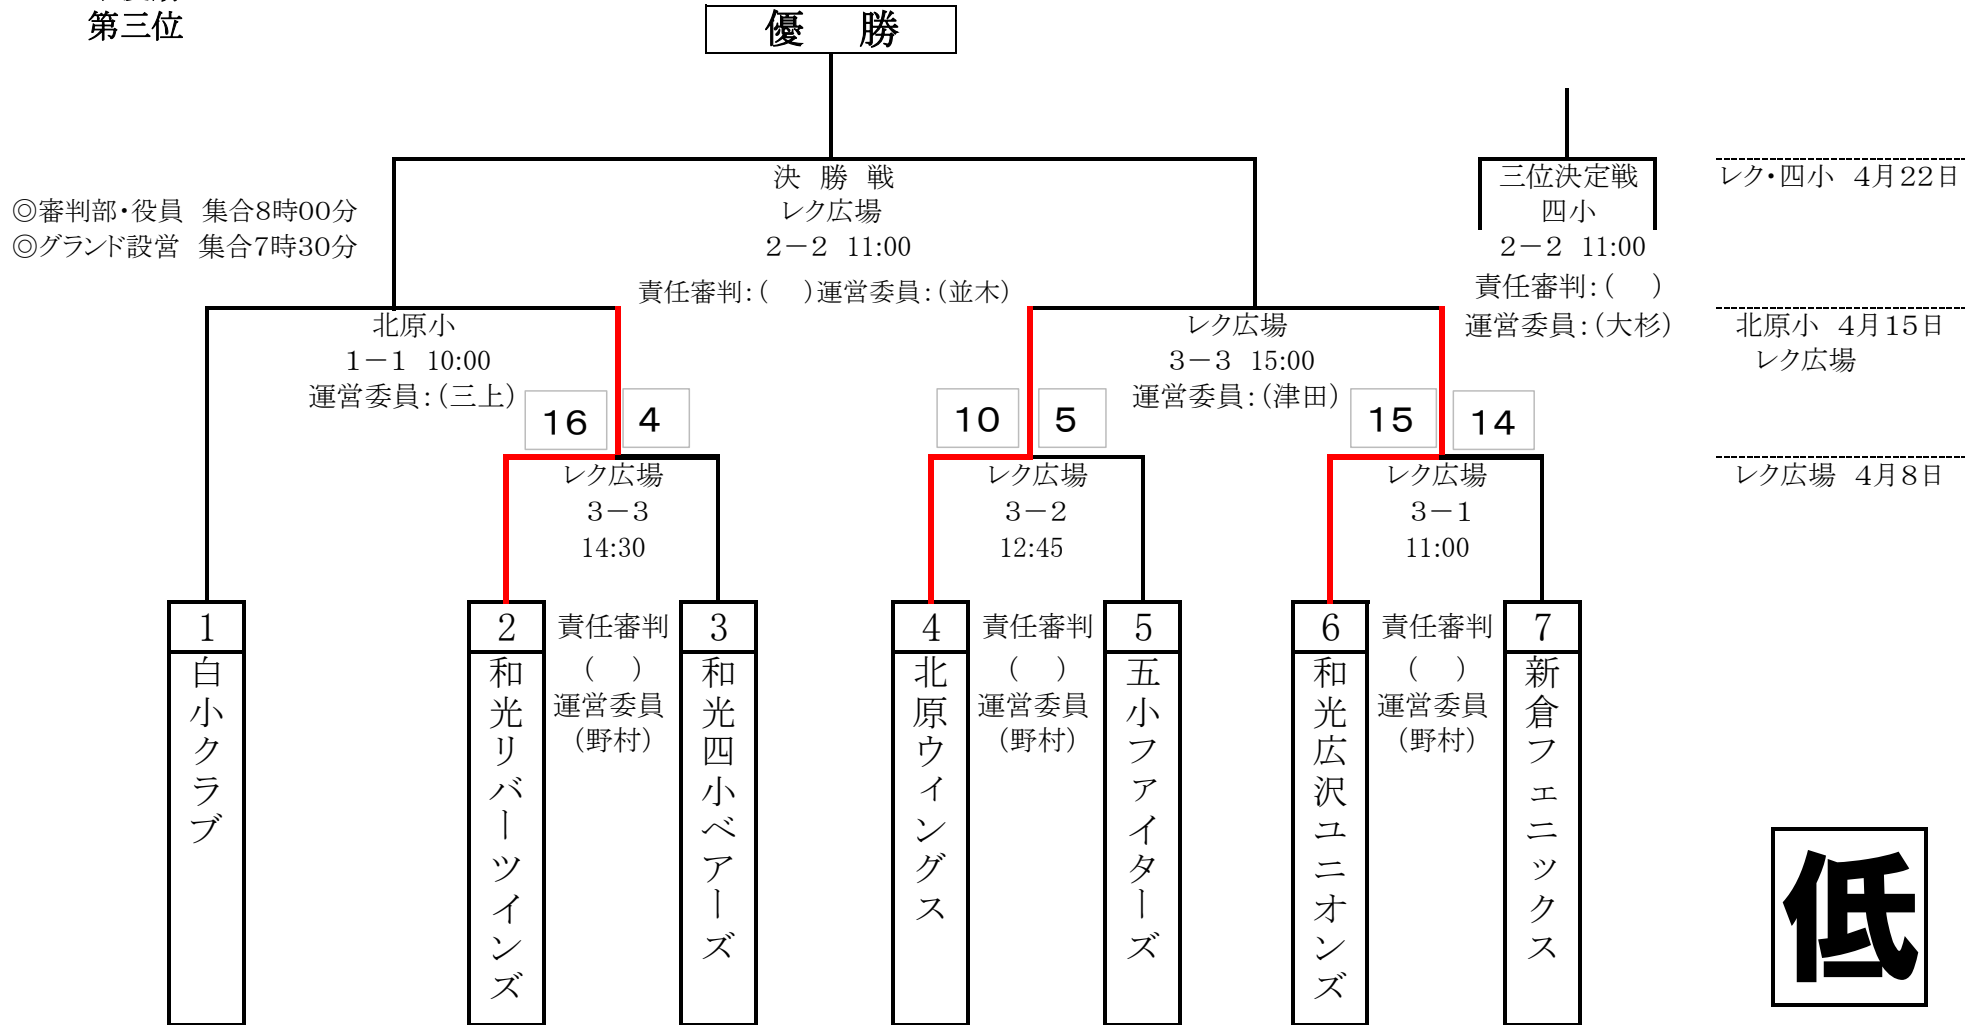 第三位
優　勝
決　勝　戦
レク広場
２－２ 11:00
責任審判：(　)運営委員：(並木)
三位決定戦
四小
２－２ 11:00
責任審判：(　)
運営委員：(大杉)
レク・四小 ４月２２日
◎審判部・役員 集合８時００分
◎グランド設営 集合７時３０分
北原小
１－１ 10:00
運営委員：(三上)
レク広場
３－３ 15:00
運営委員：(津田)
北原小 ４月１５日
レク広場
16
4
10
5
15
14
レク広場
３－３
14:30
レク広場
３－２
12:45
レク広場
３－１
11:00
レク広場 ４月８日
1
白小クラブ
2
和光リバーツインズ
責任審判
(　)
運営委員
(野村)
3
和光四小ベアーズ
4
北原ウィングス
責任審判
(　)
運営委員
(野村)
5
五小ファイターズ
6
和光広沢ユニオンズ
責任審判
(　)
運営委員
(野村)
7
新倉フェニックス
低